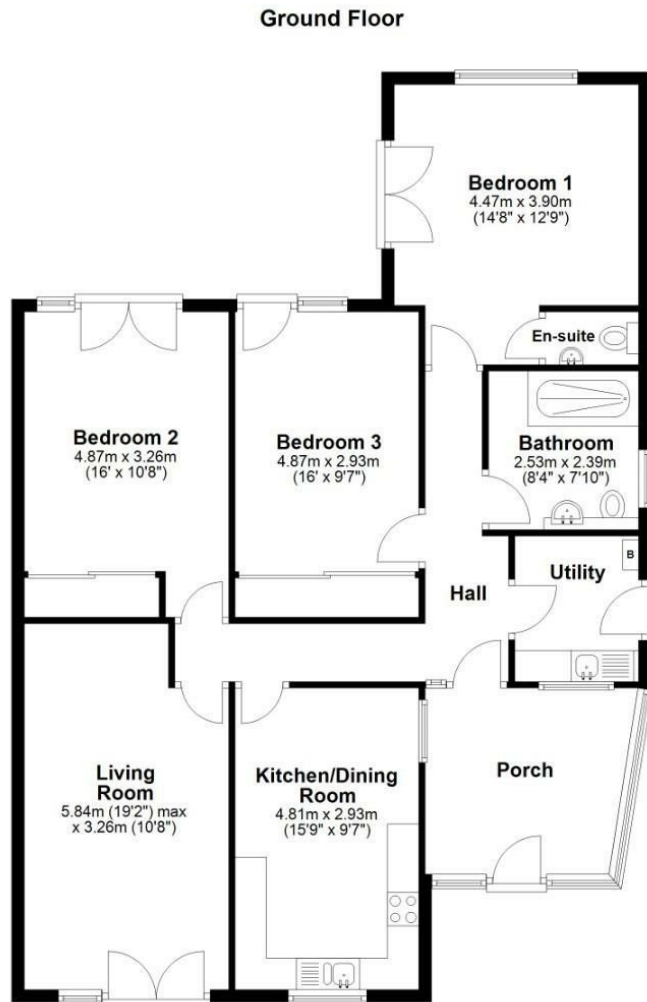 Ground Floor
Bedroom 1
4.47m x 3.90m
(14'8" x 12'9")
En-suite
Bedroom 2
4.87m x 3.26m
(16' x 10'8")
Bedroom 3
4.87m x 2.93m
(16' x 9'7")
Bathroom
2.53m x 2.39m
(8'4" x 7'10")
B
Utility
Hall
Living
Room
5.84m (19'2") max
x 3.26m (10'8")
Kitchen/Dining
Room
4.81m x 2.93m
(15'9" x 9'7")
Porch